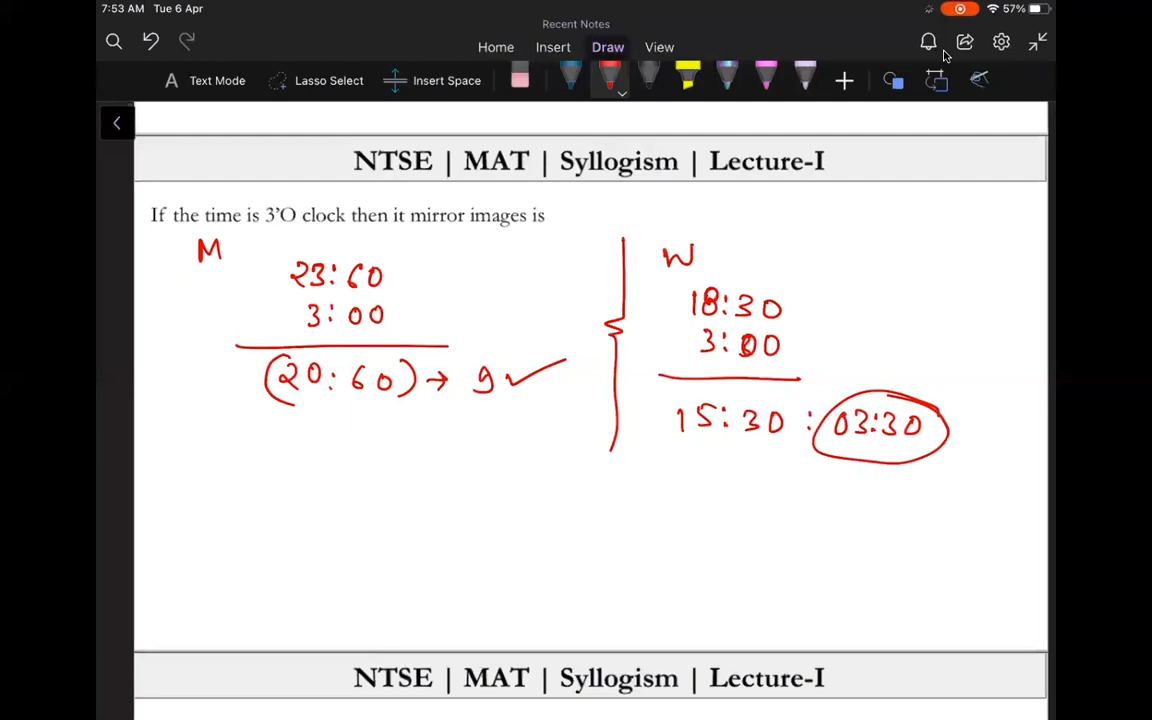 7:53 AM Tue 6 Apr
57%
Recent Notes
Home Insert Draw View
Text Mode Lasso Select Insert Space
NTSE | MAT | Syllogism | Lecture-I
If the time is 3’O clock then it mirror images is
M
23:60
3:00
(20:60) → 9 ✓
W
18:30
3:00
15:30 : 03:30
NTSE | MAT | Syllogism | Lecture-I